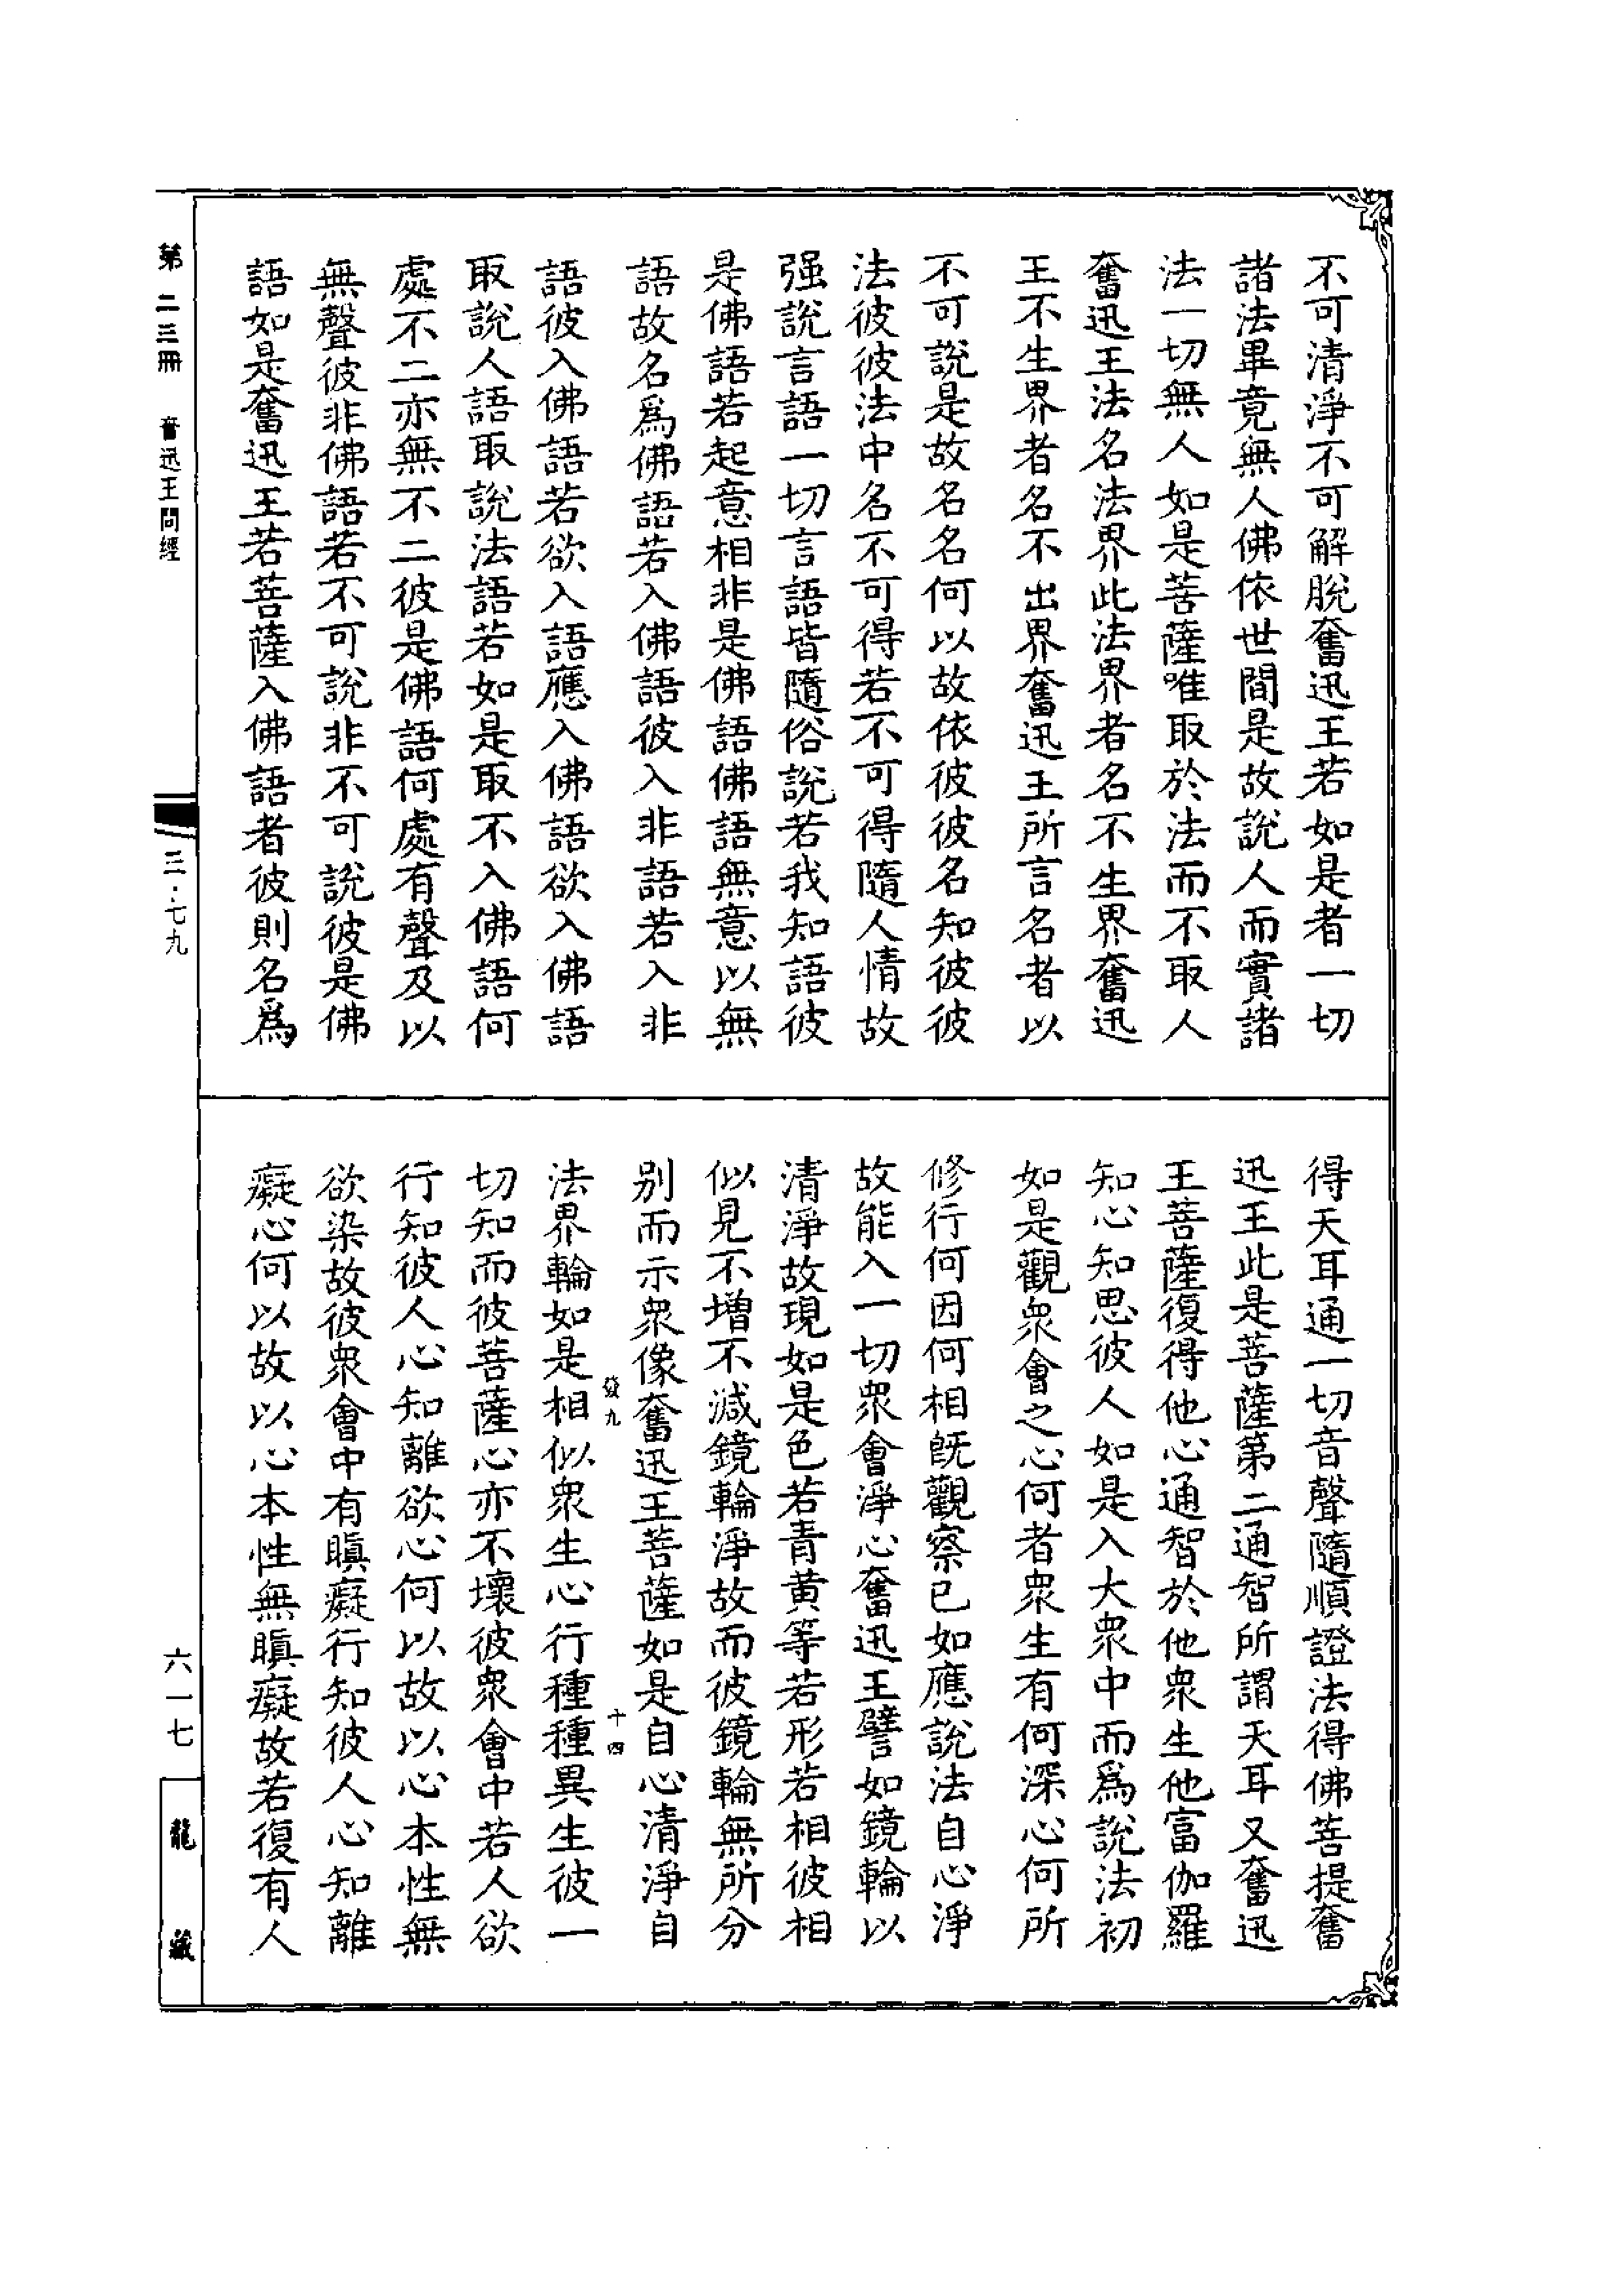 不可清淨不可解脫奮迅王若如是者一切
諸法畢竟無人佛依世間是故說人而實諸
法一切無人如是菩薩唯取於法而不取人
奮迅王法名法界此法界者名不生界奮迅
王不生界者名不出界奮迅王所言名者以
不可說是故名名何以故依彼彼名知彼彼
法彼彼法中名不可得若不可得隨人情故
强說言語一切言語皆隨俗說若我知語彼
是佛語若起意相非是佛語佛語無意以無
語故名爲佛語若入佛語彼入非語若入非
語彼入佛語若欲入語應入佛語欲入佛語
取說人語取說法語若如是取不入佛語何
處不二亦無不二彼是佛語何處有聲及以
無聲彼非佛語若不可說非不可說彼是佛
語如是奮迅王若菩薩入佛語者彼則名爲
得天耳通一切音聲隨順證法得佛菩提奮
迅王此是菩薩第二通智所謂天耳又奮迅
王菩薩復得他心通智於他衆生他富伽羅
知心知思彼人如是入大衆中而爲說法初
如是觀衆會之心何者衆生有何深心何所
修行何因何相旣觀察已如應說法自心淨
故能入一切衆會淨心奮迅王譬如鏡輪以
清淨故現如是色若青黄等若形若相彼相
似見不增不減鏡輪淨故而彼鏡輪無所分
别而示衆像奮迅王菩薩如是自心清淨自
發九
十四
法界輪如是相似衆生心行種種異生彼一
切知而彼菩薩心亦不壞彼衆會中若人欲
行知彼人心知離欲心何以故以心本性無
欲染故彼衆會中有瞋癡行知彼人心知離
癡心何以故以心本性無瞋癡故若復有人
第二三冊
奮迅王問經
三·七九
六一七
龍藏